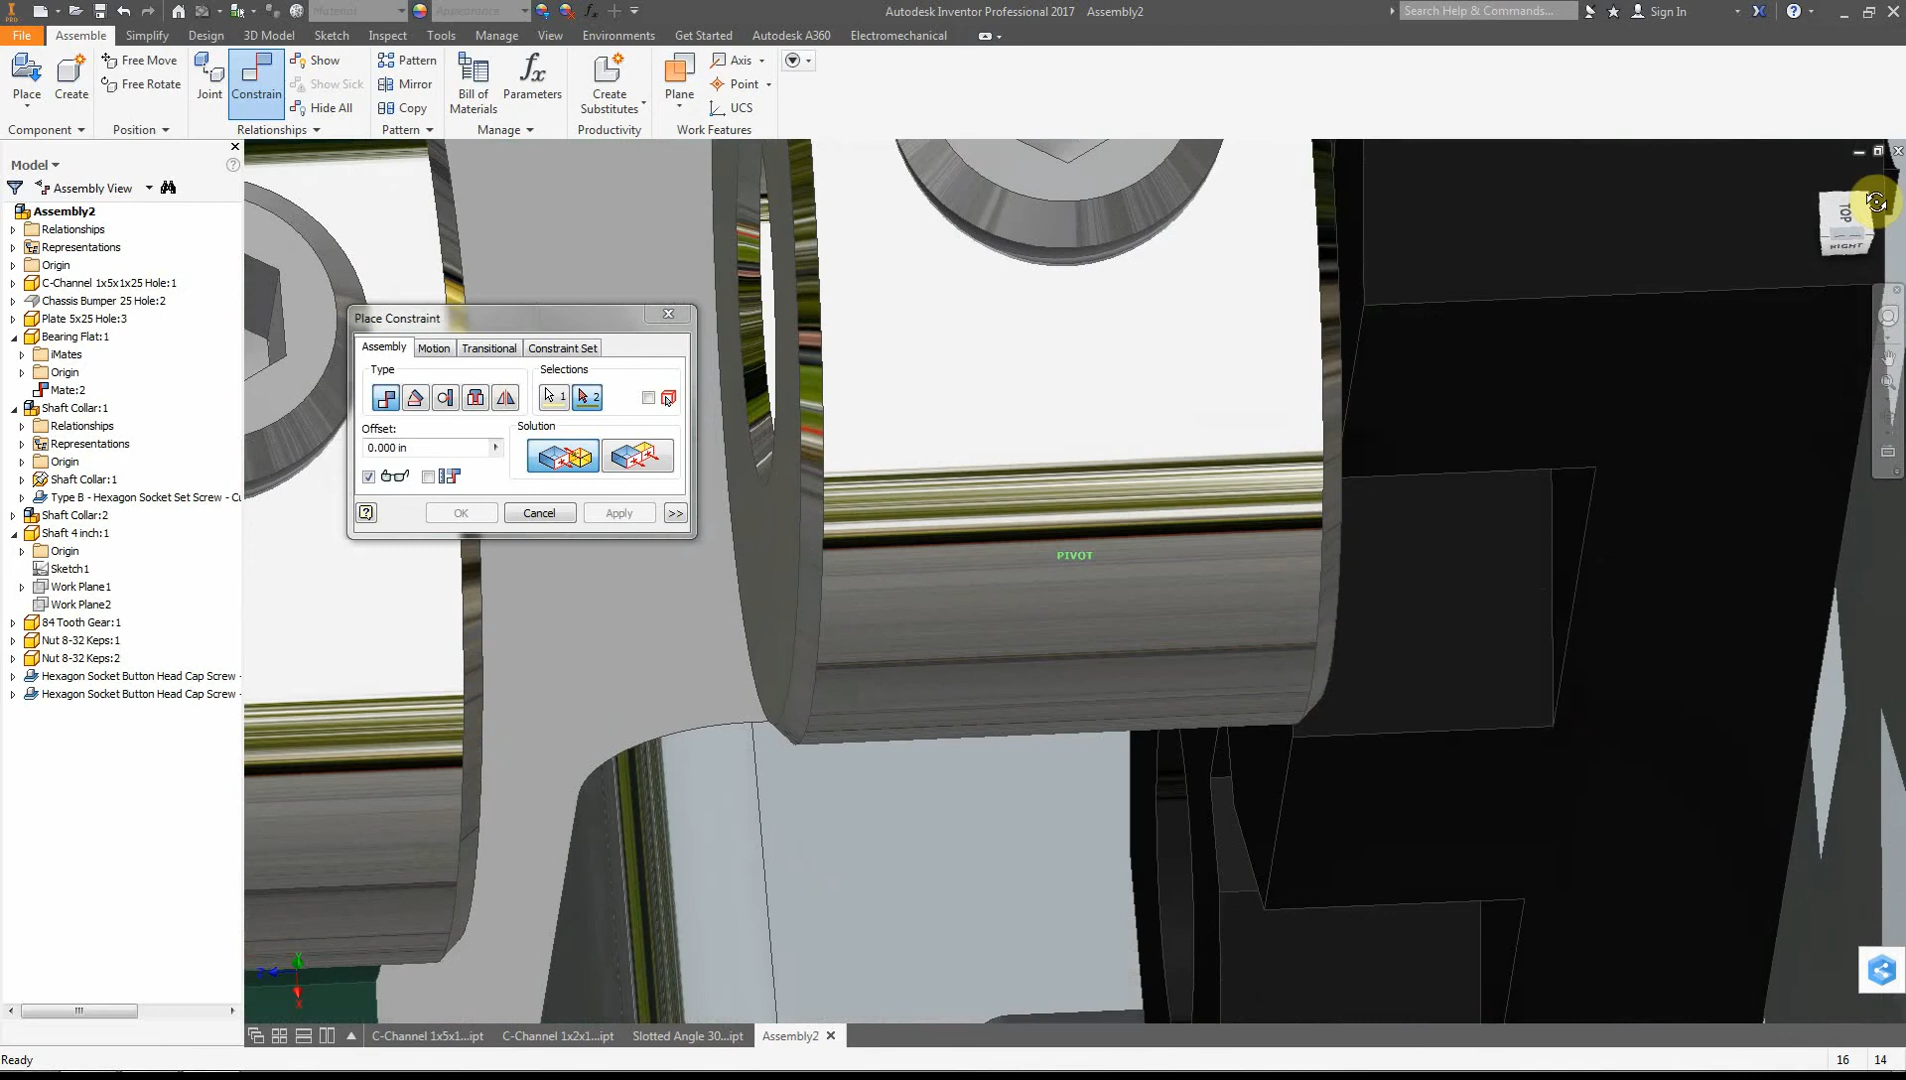 Material
Appearance
Autodesk Inventor Professional 2017 Assembly2
Search Help & Commands...
Sign In
PRO
File
Assemble
Simplify
Design
3D Model
Sketch
Inspect
Tools
Manage
View
Environments
Get Started
Autodesk A360
Electromechanical
Place
Create
Free Move
Free Rotate
Joint
Constrain
Show
Show Sick
Hide All
Pattern
Mirror
Copy
Bill of
Materials
fx
Parameters
Create
Substitutes
Plane
Axis
Point
UCS
Component
Position
Relationships
Pattern
Manage
Productivity
Work Features
Model
Assembly View
Assembly2
Relationships
Representations
Origin
C-Channel 1x5x1x25 Hole:1
Chassis Bumper 25 Hole:2
Plate 5x25 Hole:3
Bearing Flat:1
iMates
Origin
Mate:2
Shaft Collar:1
Relationships
Representations
Origin
Shaft Collar:1
Type B - Hexagon Socket Set Screw - Cu
Shaft Collar:2
Shaft 4 inch:1
Origin
Sketch1
Work Plane1
Work Plane2
84 Tooth Gear:1
Nut 8-32 Keps:1
Nut 8-32 Keps:2
Hexagon Socket Button Head Cap Screw -
Hexagon Socket Button Head Cap Screw -
Place Constraint
Assembly
Motion
Transitional
Constraint Set
Type
Selections
1
2
Offset:
0.000 in
Solution
OK
Cancel
Apply
>>
PIVOT
TOP
RIGHT
Z
Y
X
C-Channel 1x5x1...ipt
C-Channel 1x2x1...ipt
Slotted Angle 30...ipt
Assembly2
Ready
16
14